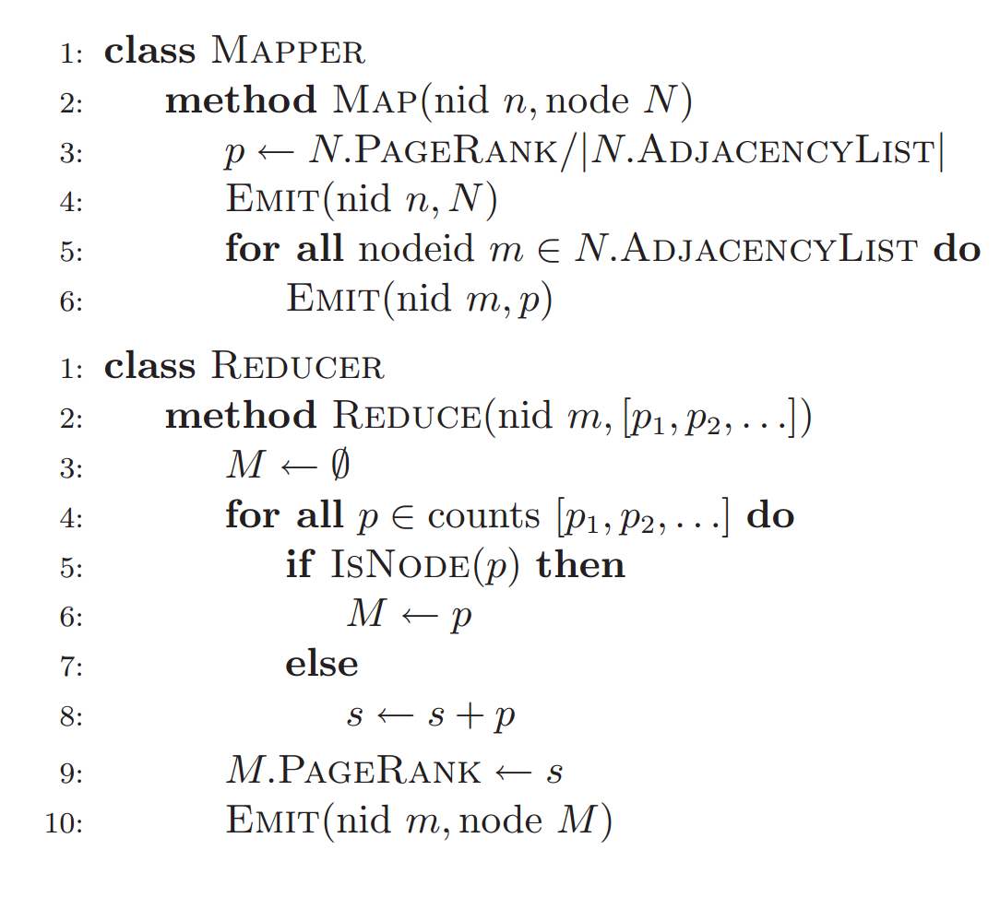 1: class MAPPER
2: method MAP(nid n, node N)
3: p ← N.PAGERANK/|N.ADJACENCYLIST|
4: EMIT(nid n, N)
5: for all nodeid m ∈ N.ADJACENCYLIST do
6: EMIT(nid m, p)
1: class REDUCER
2: method REDUCE(nid m, [p₁, p₂, . . .])
3: M ← ∅
4: for all p ∈ counts [p₁, p₂, . . .] do
5: if ISNODE(p) then
6: M ← p
7: else
8: s ← s + p
9: M.PAGERANK ← s
10: EMIT(nid m, node M)